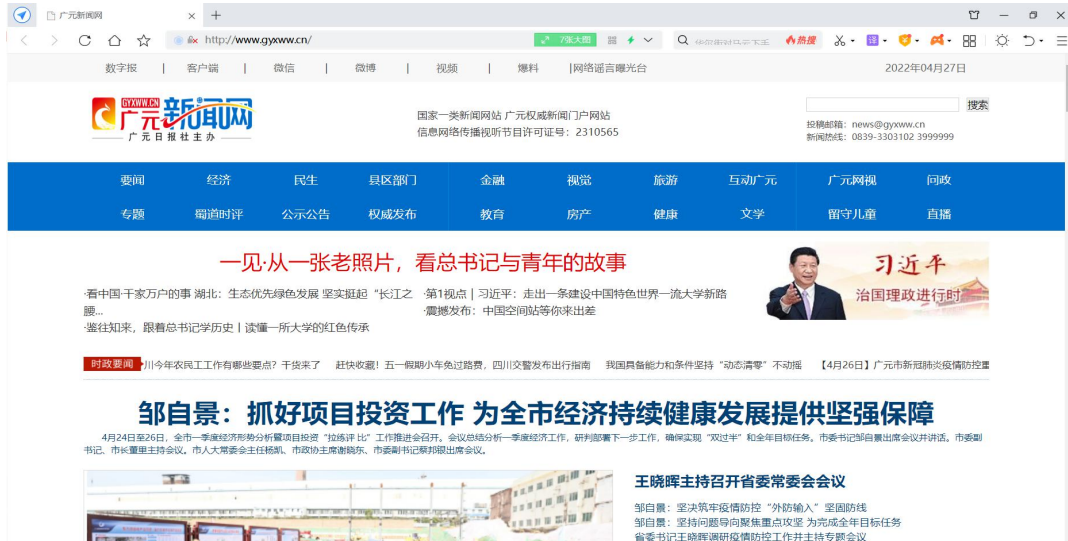 广元新闻网
http://www.gyxww.cn/
7张大图
热搜
译
数字报 | 客户端 | 微信 | 微博 | 视频 | 爆料 |网络谣言曝光台
2022年04月27日
GYXWW.CN
广元新闻网
广元日报社主办
国家一类新闻网站 广元权威新闻门户网站
信息网络传播视听节目许可证号：2310565
搜索
投稿邮箱：news@gyxww.cn
新闻热线：0839-3303102 3999999
要闻 经济 民生 县区部门 金融 视觉 旅游 互动广元 广元网视 问政
专题 蜀道时评 公示公告 权威发布 教育 房产 健康 文学 留守儿童 直播
一见·从一张老照片，看总书记与青年的故事
·看中国·千家万户的事 湖北：生态优先绿色发展 坚实挺起“长江之
腰...
·鉴往知来，跟着总书记学历史 | 读懂一所大学的红色传承
·第1视点 | 习近平：走出一条建设中国特色世界一流大学新路
·震撼发布：中国空间站等你来出差
习近平
治国理政进行时
时政要闻
川今年农民工工作有哪些要点？干货来了 赶快收藏！五一假期小车免过路费，四川交警发布出行指南 我国具备能力和条件坚持“动态清零”不动摇 【4月26日】广元市新冠肺炎疫情防控重
邹自景：抓好项目投资工作 为全市经济持续健康发展提供坚强保障
4月24日至26日，全市一季度经济形势分析暨项目投资“拉练评比”工作推进会召开。会议总结分析一季度经济工作，研判部署下一步工作，确保实现“双过半”和全年目标任务。市委书记邹自景出席会议并讲话。市委副
书记、市长董里主持会议。市人大常委会主任杨凯、市政协主席谢晓东、市委副书记蔡邦银出席会议。
王晓晖主持召开省委常委会会议
邹自景：坚决筑牢疫情防控“外防输入”坚固防线
邹自景：坚持问题导向聚焦重点攻坚 为完成全年目标任务
省委书记王晓晖调研疫情防控工作并主持专题会议